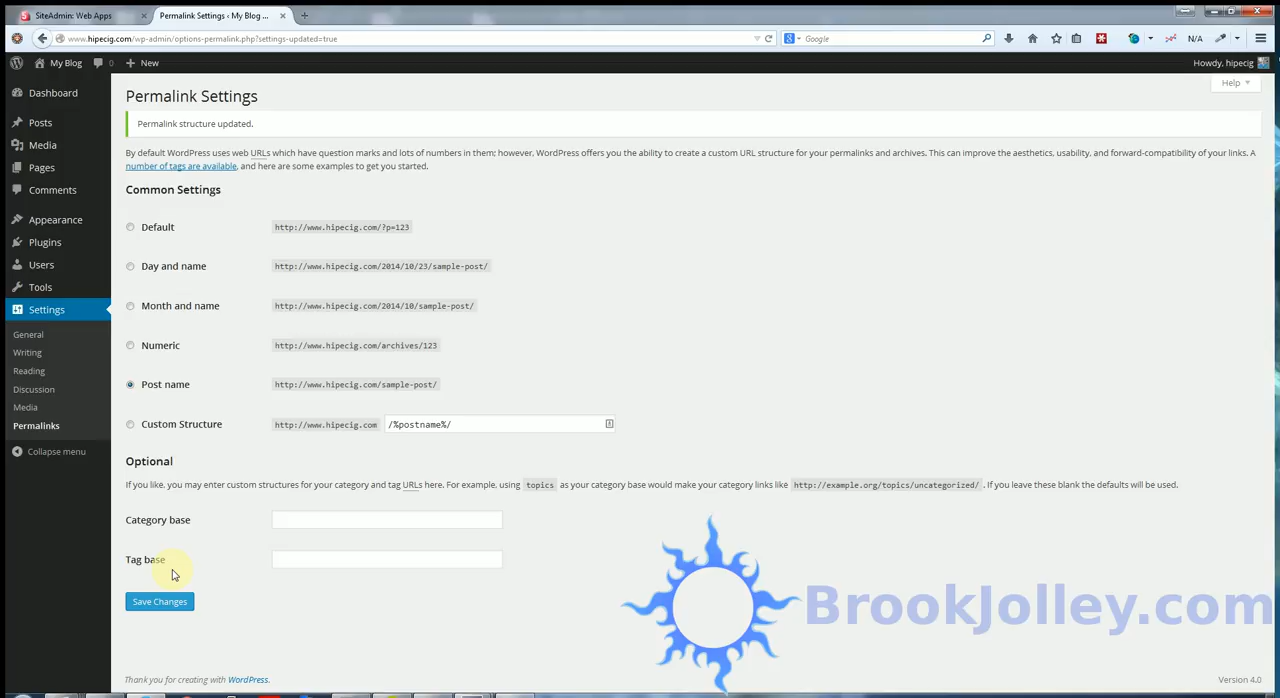 SiteAdmin: Web Apps × Permalink Settings ‹ My Blog ... × +
www.hipecig.com/wp-admin/options-permalink.php?settings-updated=true Google N/A
My Blog 0 + New Howdy, hipecig
Help
Dashboard
Posts
Media
Pages
Comments
Appearance
Plugins
Users
Tools
Settings
General
Writing
Reading
Discussion
Media
Permalinks
Collapse menu
Permalink Settings
Permalink structure updated.
By default WordPress uses web URLs which have question marks and lots of numbers in them; however, WordPress offers you the ability to create a custom URL structure for your permalinks and archives. This can improve the aesthetics, usability, and forward-compatibility of your links. A
number of tags are available, and here are some examples to get you started.
Common Settings
Default http://www.hipecig.com/?p=123
Day and name http://www.hipecig.com/2014/10/23/sample-post/
Month and name http://www.hipecig.com/2014/10/sample-post/
Numeric http://www.hipecig.com/archives/123
Post name http://www.hipecig.com/sample-post/
Custom Structure http://www.hipecig.com /%postname%/
Optional
If you like, you may enter custom structures for your category and tag URLs here. For example, using topics as your category base would make your category links like http://example.org/topics/uncategorized/ . If you leave these blank the defaults will be used.
Category base
Tag base
Save Changes
BrookJolley.com
Thank you for creating with WordPress. Version 4.0